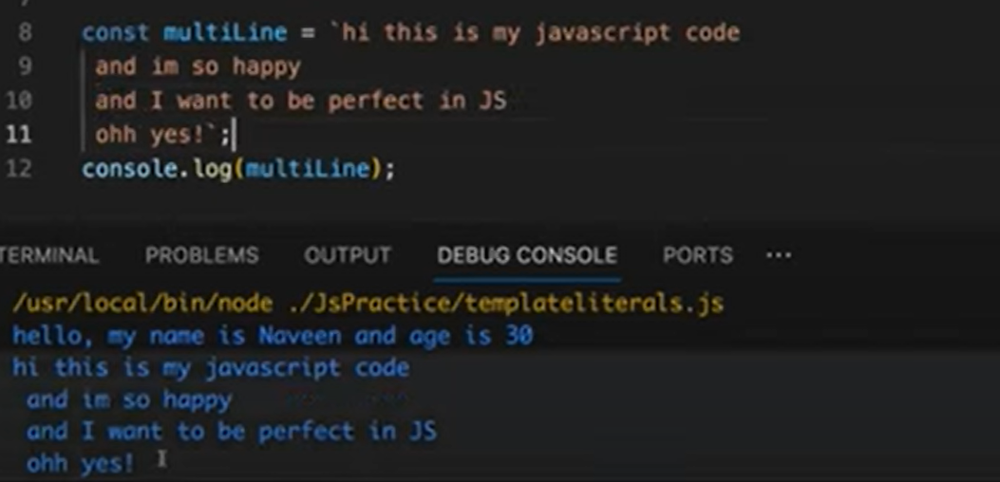 8 const multiLine = `hi this is my javascript code
9  and im so happy
10  and I want to be perfect in JS
11  ohh yes!`;
12 console.log(multiLine);
TERMINAL PROBLEMS OUTPUT DEBUG CONSOLE PORTS ...
/usr/local/bin/node ./JsPractice/templateliterals.js
hello, my name is Naveen and age is 30
hi this is my javascript code
 and im so happy
 and I want to be perfect in JS
 ohh yes!